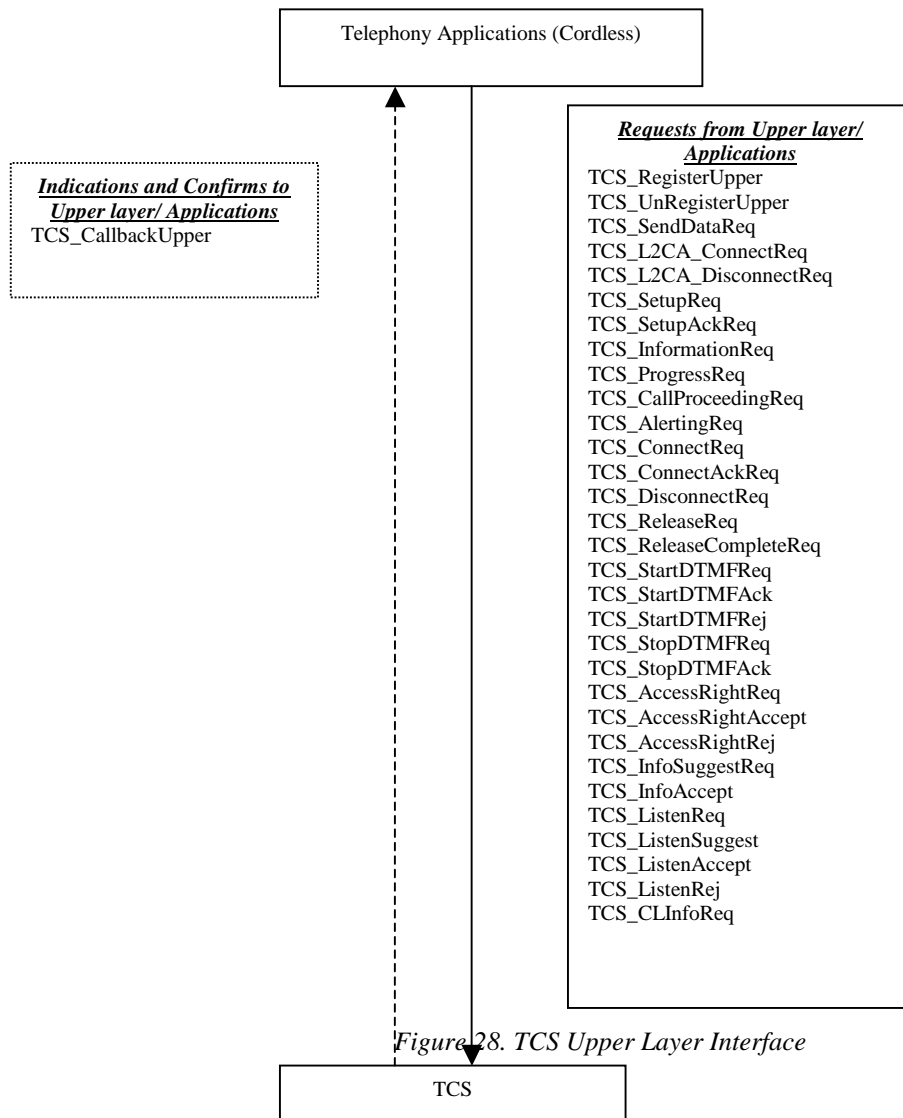 Telephony Applications (Cordless)
Indications and Confirms to
Upper layer/ Applications
TCS_CallbackUpper
Requests from Upper layer/
Applications
TCS_RegisterUpper
TCS_UnRegisterUpper
TCS_SendDataReq
TCS_L2CA_ConnectReq
TCS_L2CA_DisconnectReq
TCS_SetupReq
TCS_SetupAckReq
TCS_InformationReq
TCS_ProgressReq
TCS_CallProceedingReq
TCS_AlertingReq
TCS_ConnectReq
TCS_ConnectAckReq
TCS_DisconnectReq
TCS_ReleaseReq
TCS_ReleaseCompleteReq
TCS_StartDTMFReq
TCS_StartDTMFAck
TCS_StartDTMFRej
TCS_StopDTMFReq
TCS_StopDTMFAck
TCS_AccessRightReq
TCS_AccessRightAccept
TCS_AccessRightRej
TCS_InfoSuggestReq
TCS_InfoAccept
TCS_ListenReq
TCS_ListenSuggest
TCS_ListenAccept
TCS_ListenRej
TCS_CLInfoReq
Figure 28. TCS Upper Layer Interface
TCS